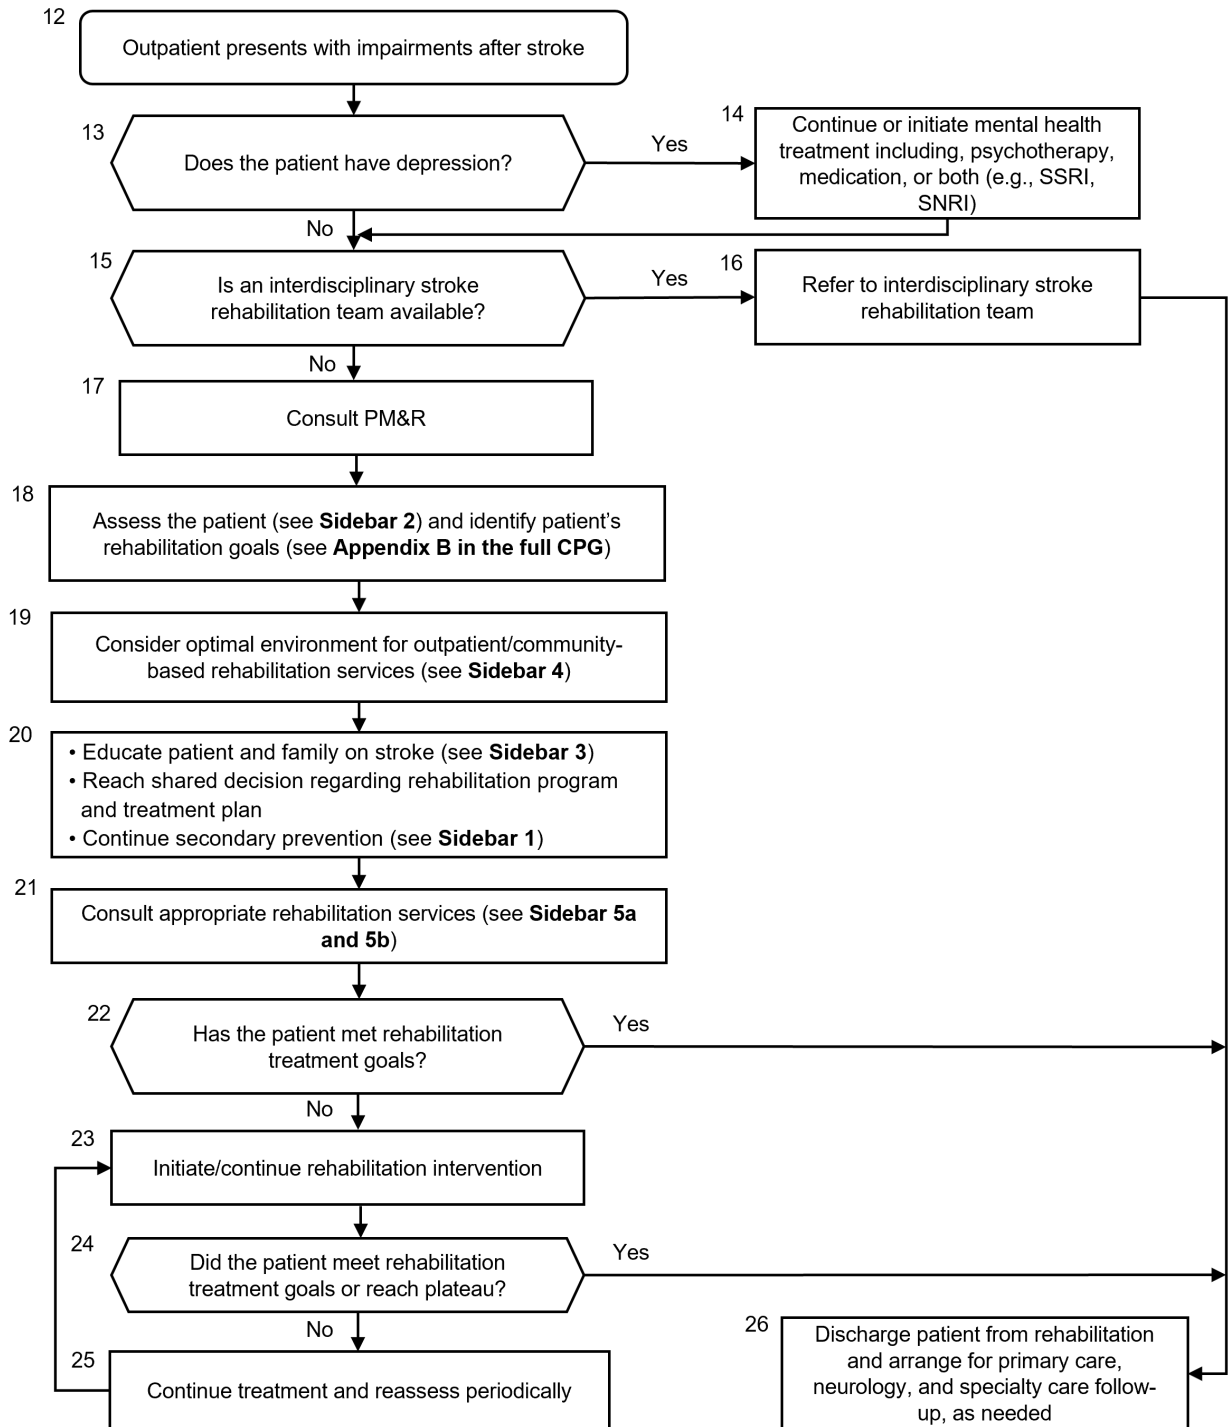 12
Outpatient presents with impairments after stroke
13
Does the patient have depression?
Yes
14
Continue or initiate mental health
treatment including, psychotherapy,
medication, or both (e.g., SSRI,
SNRI)
No
15
Is an interdisciplinary stroke
rehabilitation team available?
Yes
16
Refer to interdisciplinary stroke
rehabilitation team
No
17
Consult PM&R
18
Assess the patient (see Sidebar 2) and identify patient’s
rehabilitation goals (see Appendix B in the full CPG)
19
Consider optimal environment for outpatient/community-
based rehabilitation services (see Sidebar 4)
20
• Educate patient and family on stroke (see Sidebar 3)
• Reach shared decision regarding rehabilitation program
and treatment plan
• Continue secondary prevention (see Sidebar 1)
21
Consult appropriate rehabilitation services (see Sidebar 5a
and 5b)
22
Has the patient met rehabilitation
treatment goals?
Yes
No
23
Initiate/continue rehabilitation intervention
24
Did the patient meet rehabilitation
treatment goals or reach plateau?
Yes
No
25
Continue treatment and reassess periodically
26
Discharge patient from rehabilitation
and arrange for primary care,
neurology, and specialty care follow-
up, as needed